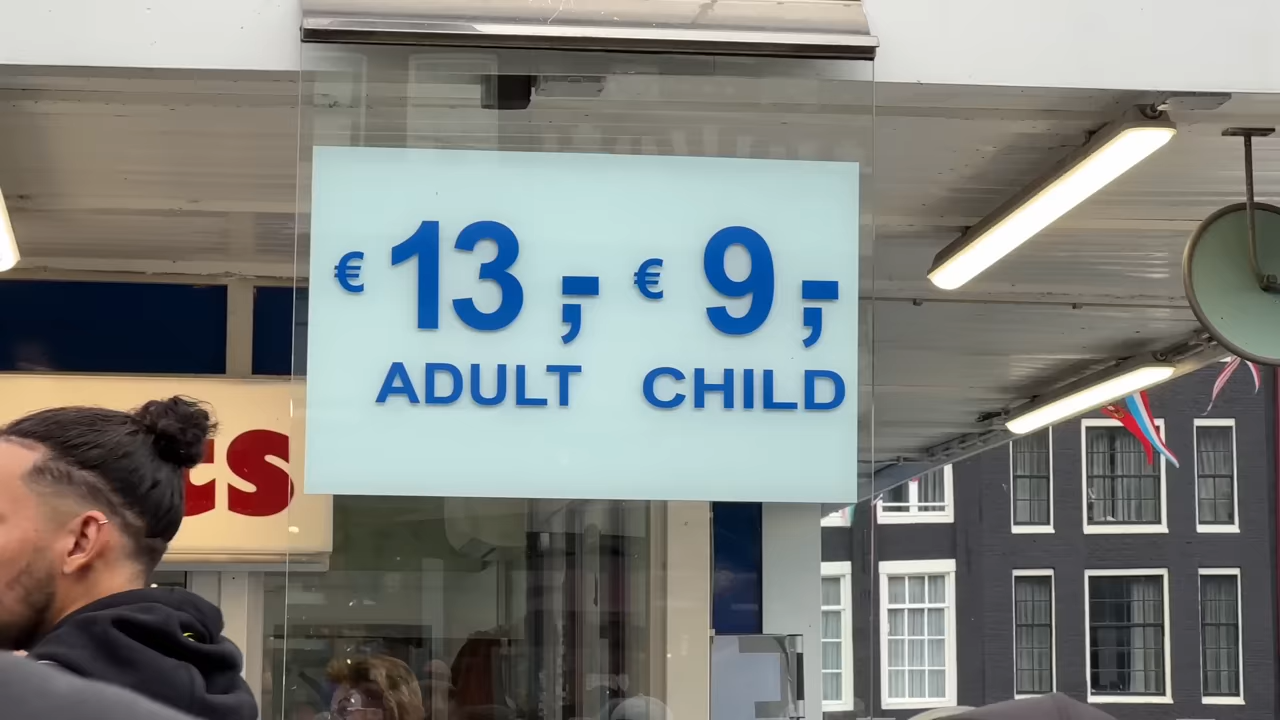 € 13,- € 9,-
ADULT CHILD